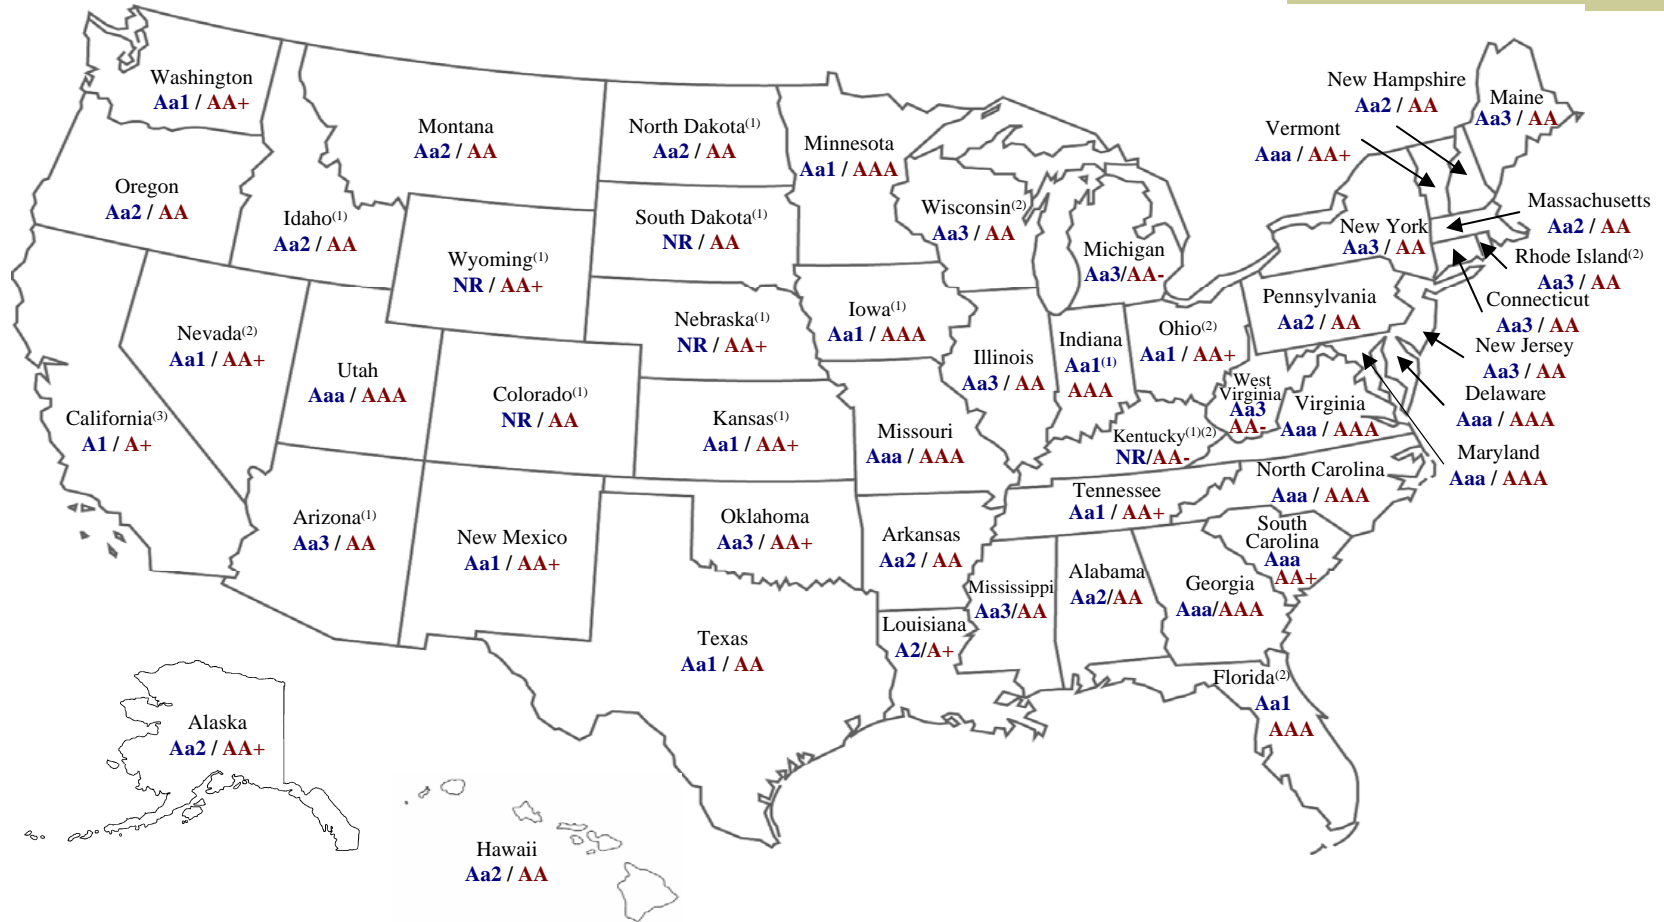 Washington
Aa1 / AA+
Oregon
Aa2 / AA
Idaho(1)
Aa2 / AA
Montana
Aa2 / AA
North Dakota(1)
Aa2 / AA
South Dakota(1)
NR / AA
Wyoming(1)
NR / AA+
Nebraska(1)
NR / AA+
Minnesota
Aa1 / AAA
Wisconsin(2)
Aa3 / AA
Michigan
Aa3/AA-
Iowa(1)
Aa1 / AAA
Nevada(2)
Aa1 / AA+
Utah
Aaa / AAA
Colorado(1)
NR / AA
Kansas(1)
Aa1 / AA+
California(3)
A1 / A+
Arizona(1)
Aa3 / AA
New Mexico
Aa1 / AA+
Oklahoma
Aa3 / AA+
Texas
Aa1 / AA
Missouri
Aaa / AAA
Arkansas
Aa2 / AA
Louisiana
A2/A+
Mississippi
Aa3/AA
Alabama
Aa2/AA
Georgia
Aaa/AAA
Florida(2)
Aa1
AAA
South
Carolina
Aaa
AA+
North Carolina
Aaa / AAA
Tennessee
Aa1 / AA+
Kentucky(1)(2)
NR/AA-
Illinois
Aa3 / AA
Indiana
Aa1(1)
AAA
Ohio(2)
Aa1 / AA+
West
Virginia
Aa3
AA-
Virginia
Aaa / AAA
Pennsylvania
Aa2 / AA
New York
Aa3 / AA
Vermont
Aaa / AA+
New Hampshire
Aa2 / AA
Maine
Aa3 / AA
Massachusetts
Aa2 / AA
Rhode Island(2)
Aa3 / AA
Connecticut
Aa3 / AA
New Jersey
Aa3 / AA
Delaware
Aaa / AAA
Maryland
Aaa / AAA
Alaska
Aa2 / AA+
Hawaii
Aa2 / AA